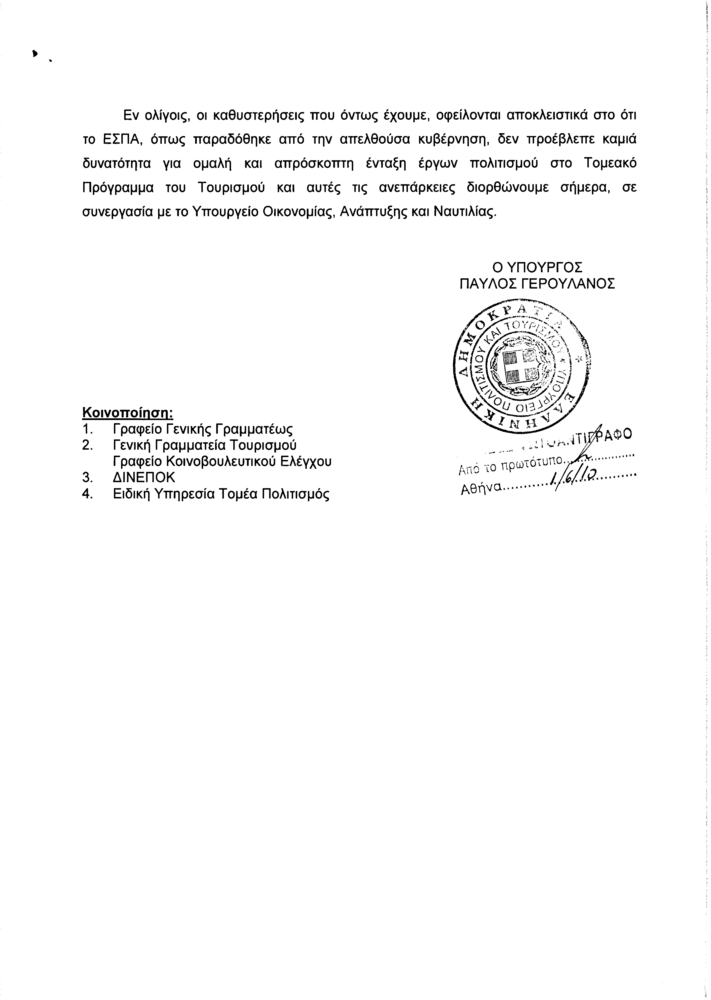 Εν ολίγοις, οι καθυστερήσεις που όντως έχουμε, οφείλονται αποκλειστικά στο ότι
το ΕΣΠΑ, όπως παραδόθηκε από την απελθούσα κυβέρνηση, δεν προέβλεπε καμιά
δυνατότητα για ομαλή και απρόσκοπτη ένταξη έργων πολιτισμού στο Τομεακό
Πρόγραμμα του Τουρισμού και αυτές τις ανεπάρκειες διορθώνουμε σήμερα, σε
συνεργασία με το Υπουργείο Οικονομίας, Ανάπτυξης και Ναυτιλίας.
Ο ΥΠΟΥΡΓΟΣ
ΠΑΥΛΟΣ ΓΕΡΟΥΛΑΝΟΣ
ΕΛΛΗΝΙΚΗ ΔΗΜΟΚΡΑΤΙΑ
ΥΠΟΥΡΓΕΙΟ ΠΟΛΙΤΙΣΜΟΥ ΚΑΙ ΤΟΥΡΙΣΜΟΥ
Κοινοποίηση:
1. Γραφείο Γενικής Γραμματέως
2. Γενική Γραμματεία Τουρισμού
Γραφείο Κοινοβουλευτικού Ελέγχου
3. ΔΙΝΕΠΟΚ
4. Ειδική Υπηρεσία Τομέα Πολιτισμός
Από το πρωτότυπο
Αθήνα 1/6/10